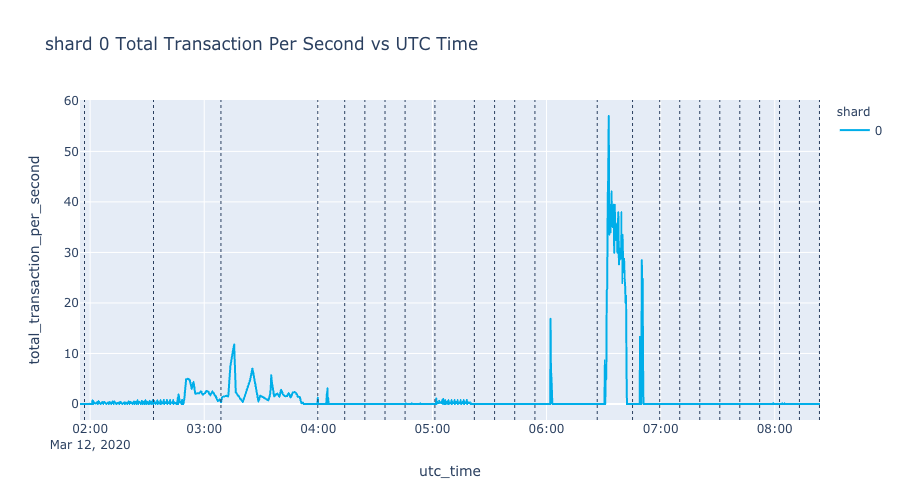 shard 0 Total Transaction Per Second vs UTC Time
shard
0
total_transaction_per_second
60
50
40
30
20
10
0
02:00 03:00 04:00 05:00 06:00 07:00 08:00
Mar 12, 2020
utc_time